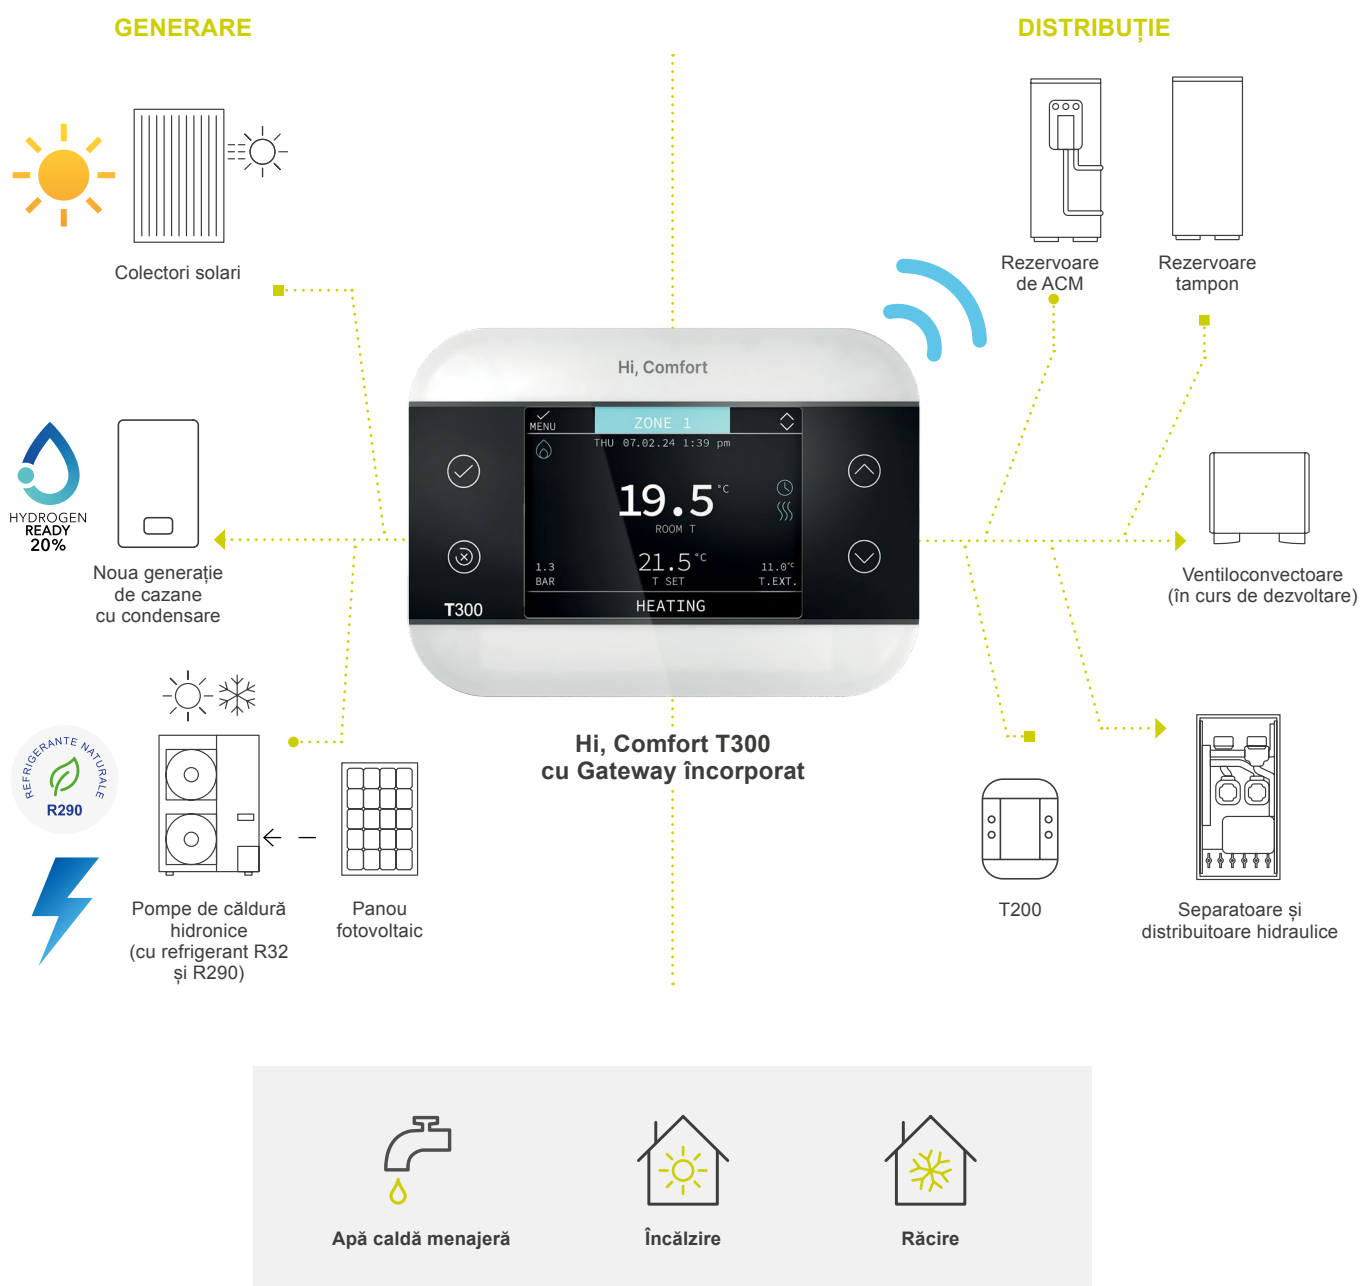 GENERARE
DISTRIBUȚIE
Colectori solari
Rezervoare
de ACM
Rezervoare
tampon
Hi, Comfort
MENU
ZONE 1
THU 07.02.24 1:39 pm
19.5 °C
ROOM T
21.5 °C
T SET
1.3
BAR
11.0 °C
T.EXT.
HEATING
T300
HYDROGEN
READY
20%
Noua generație
de cazane
cu condensare
Ventiloconvectoare
(în curs de dezvoltare)
Hi, Comfort T300
cu Gateway încorporat
REFRIGERANTE NATURALE
R290
Pompe de căldură
hidronice
(cu refrigerant R32
și R290)
Panou
fotovoltaic
T200
Separatoare și
distribuitoare hidraulice
Apă caldă menajeră
Încălzire
Răcire